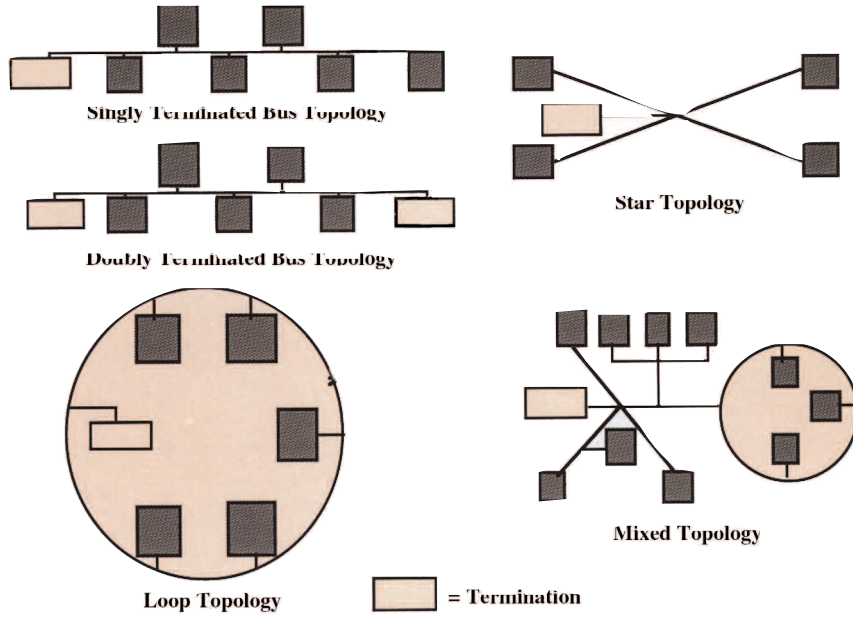 Singly Terminated Bus Topology
Star Topology
Doubly Terminated Bus Topology
Loop Topology
Mixed Topology
= Termination